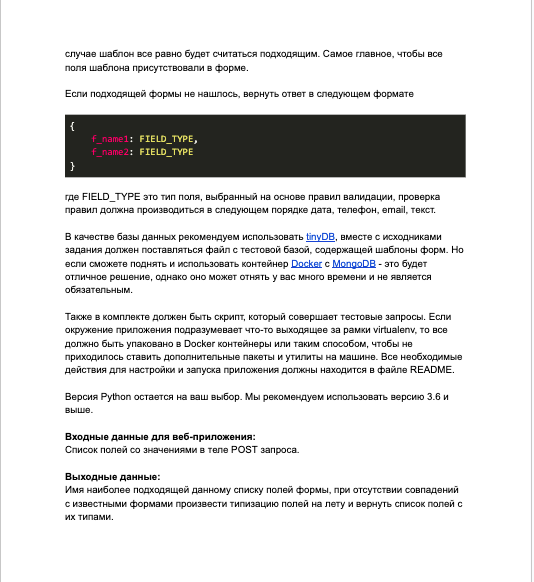 случае шаблон все равно будет считаться подходящим. Самое главное, чтобы все
поля шаблона присутствовали в форме.
Если подходящей формы не нашлось, вернуть ответ в следующем формате
{
f_name1: FIELD_TYPE,
f_name2: FIELD_TYPE
}
где FIELD_TYPE это тип поля, выбранный на основе правил валидации, проверка
правил должна производиться в следующем порядке дата, телефон, email, текст.
В качестве базы данных рекомендуем использовать tinyDB, вместе с исходниками
задания должен поставляться файл с тестовой базой, содержащей шаблоны форм. Но
если сможете поднять и использовать контейнер Docker с MongoDB - это будет
отличное решение, однако оно может отнять у вас много времени и не является
обязательным.
Также в комплекте должен быть скрипт, который совершает тестовые запросы. Если
окружение приложения подразумевает что-то выходящее за рамки virtualenv, то все
должно быть упаковано в Docker контейнеры или таким способом, чтобы не
приходилось ставить дополнительные пакеты и утилиты на машине. Все необходимые
действия для настройки и запуска приложения должны находится в файле README.
Версия Python остается на ваш выбор. Мы рекомендуем использовать версию 3.6 и
выше.
Входные данные для веб-приложения:
Список полей со значениями в теле POST запроса.
Выходные данные:
Имя наиболее подходящей данному списку полей формы, при отсутствии совпадений
с известными формами произвести типизацию полей на лету и вернуть список полей с
их типами.